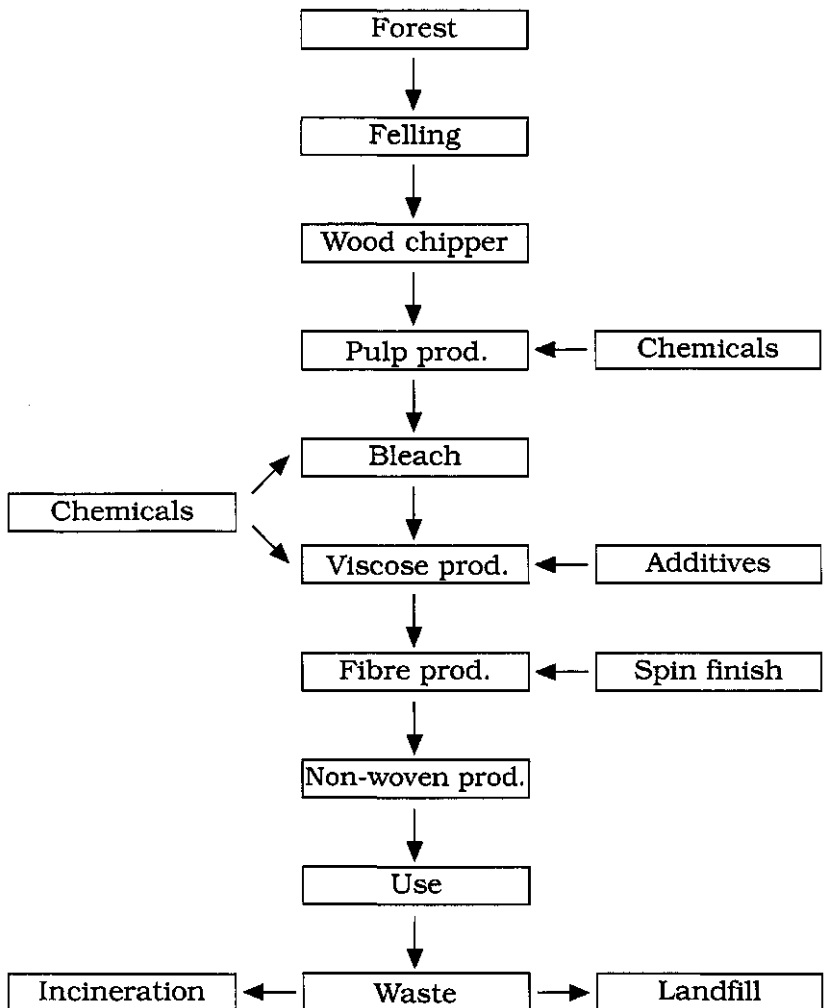 Forest
Felling
Wood chipper
Pulp prod.
Chemicals
Bleach
Chemicals
Viscose prod.
Additives
Fibre prod.
Spin finish
Non-woven prod.
Use
Incineration
Waste
Landfill